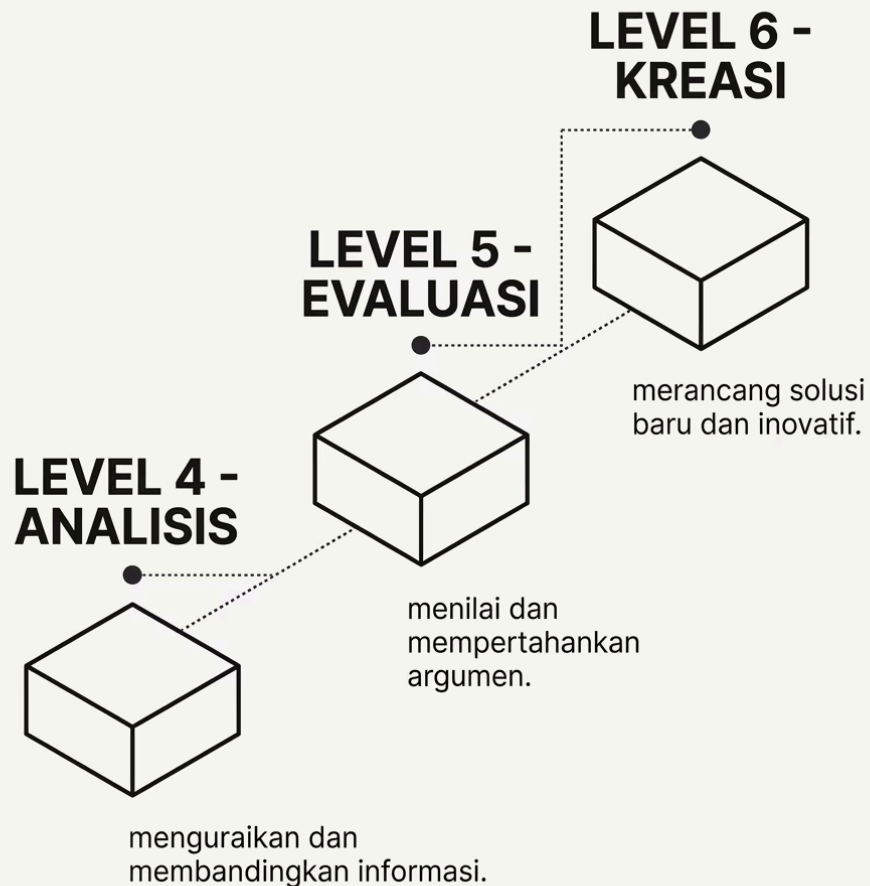 LEVEL 6 -
KREASI
merancang solusi
baru dan inovatif.
LEVEL 5 -
EVALUASI
menilai dan
mempertahankan
argumen.
LEVEL 4 -
ANALISIS
menguraikan dan
membandingkan informasi.